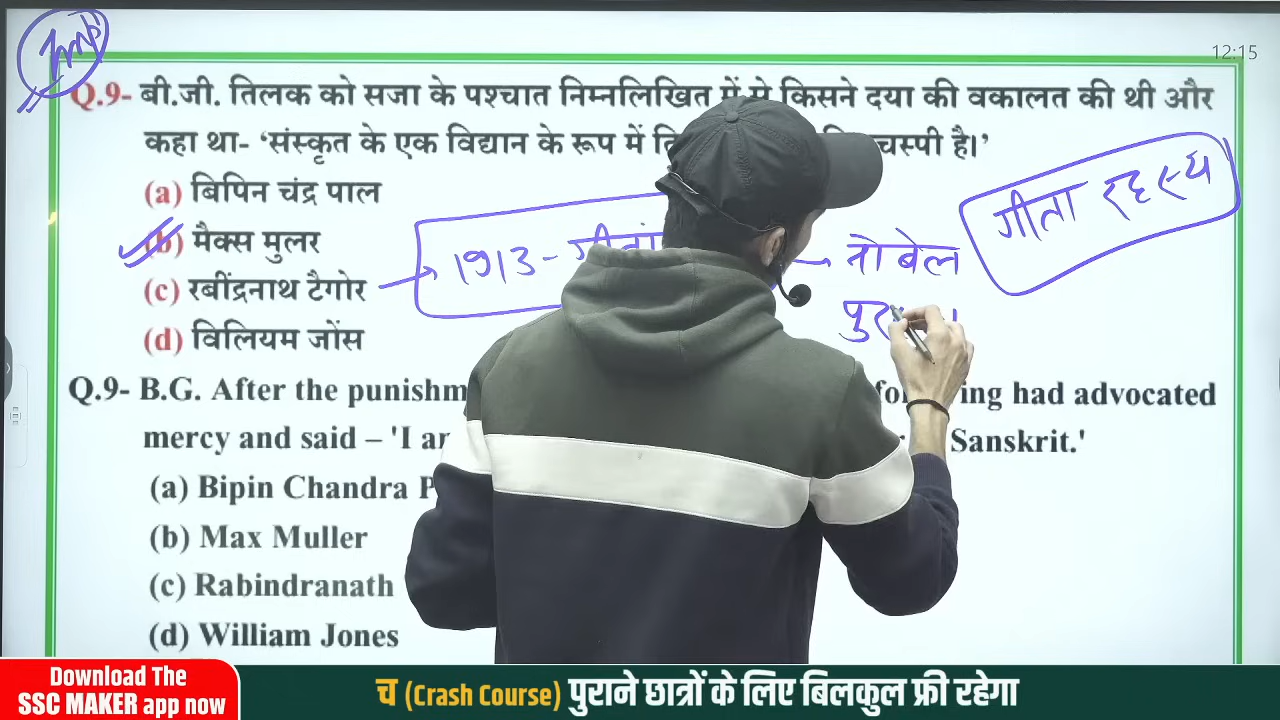 Imp
12:15
Q.9- बी.जी. तिलक को सजा के पश्चात निम्नलिखित में से किसने दया की वकालत की थी और
कहा था- ‘संस्कृत के एक विद्यान के रूप में चस्पी है।’
(a) बिपिन चंद्र पाल
(b) मैक्स मुलर
(c) रबींद्रनाथ टैगोर
(d) विलियम जोंस
1913-
नोबेल
गीता रहस्य
Q.9- B.G. After the punishm ing had advocated
mercy and said – 'I Sanskrit.'
(a) Bipin Chandra P
(b) Max Muller
(c) Rabindranath
(d) William Jones
Download The
SSC MAKER app now
च (Crash Course) पुराने छात्रों के लिए बिलकुल फ्री रहेगा